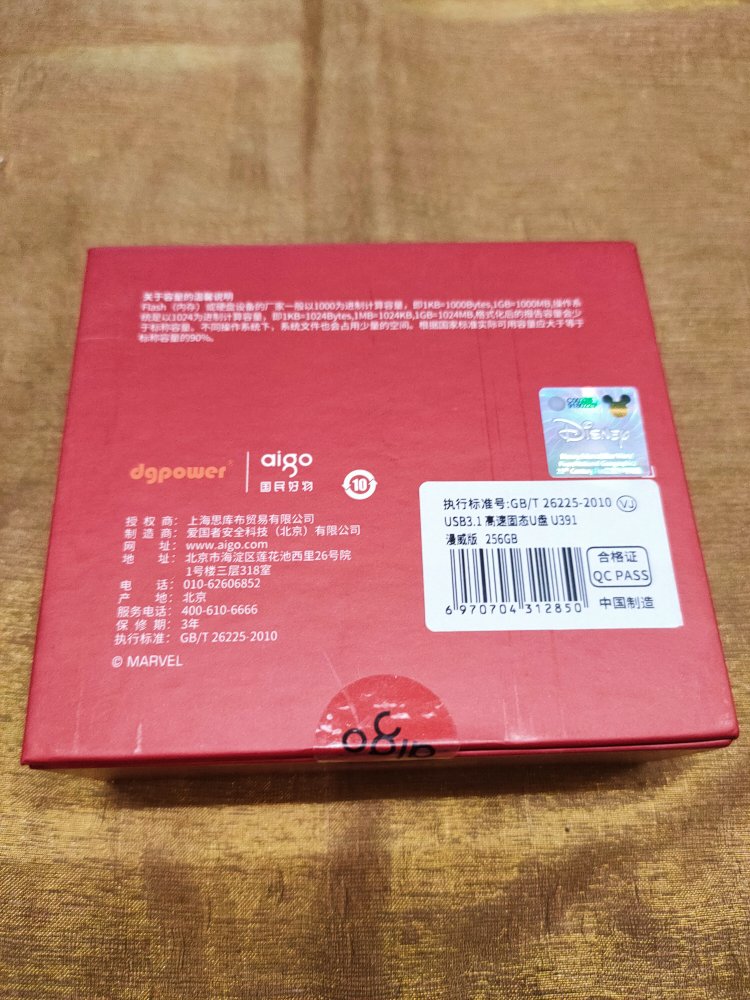 关于容量的温馨说明
Flash（内存）或硬盘设备的厂家一般以1000为进制计算容量，即1KB=1000Bytes,1GB=1000MB,操作系
统是以1024为进制计算容量，即1KB=1024Bytes,1MB=1024KB,1GB=1024MB,格式化后的报告容量会少
于标称容量。不同操作系统下，系统文件也会占用少量的空间。根据国家标准实际可用容量应大于等于
标称容量的90%。
Disney
dgpower
aigo
国民好物
10
授 权 商： 上海思库布贸易有限公司
制 造 商： 爱国者安全科技（北京）有限公司
网 址： www.aigo.com
地 址： 北京市海淀区莲花池西里26号院
1号楼三层318室
电 话： 010-62606852
产 地： 北京
服务电话： 400-610-6666
保 修 期： 3年
执行标准： GB/T 26225-2010
© MARVEL
执行标准号:GB/T 26225-2010 VJ
USB3.1 高速固态U盘 U391
漫威版 256GB
合格证
QC PASS
6 970704 312850
中国制造
aigo